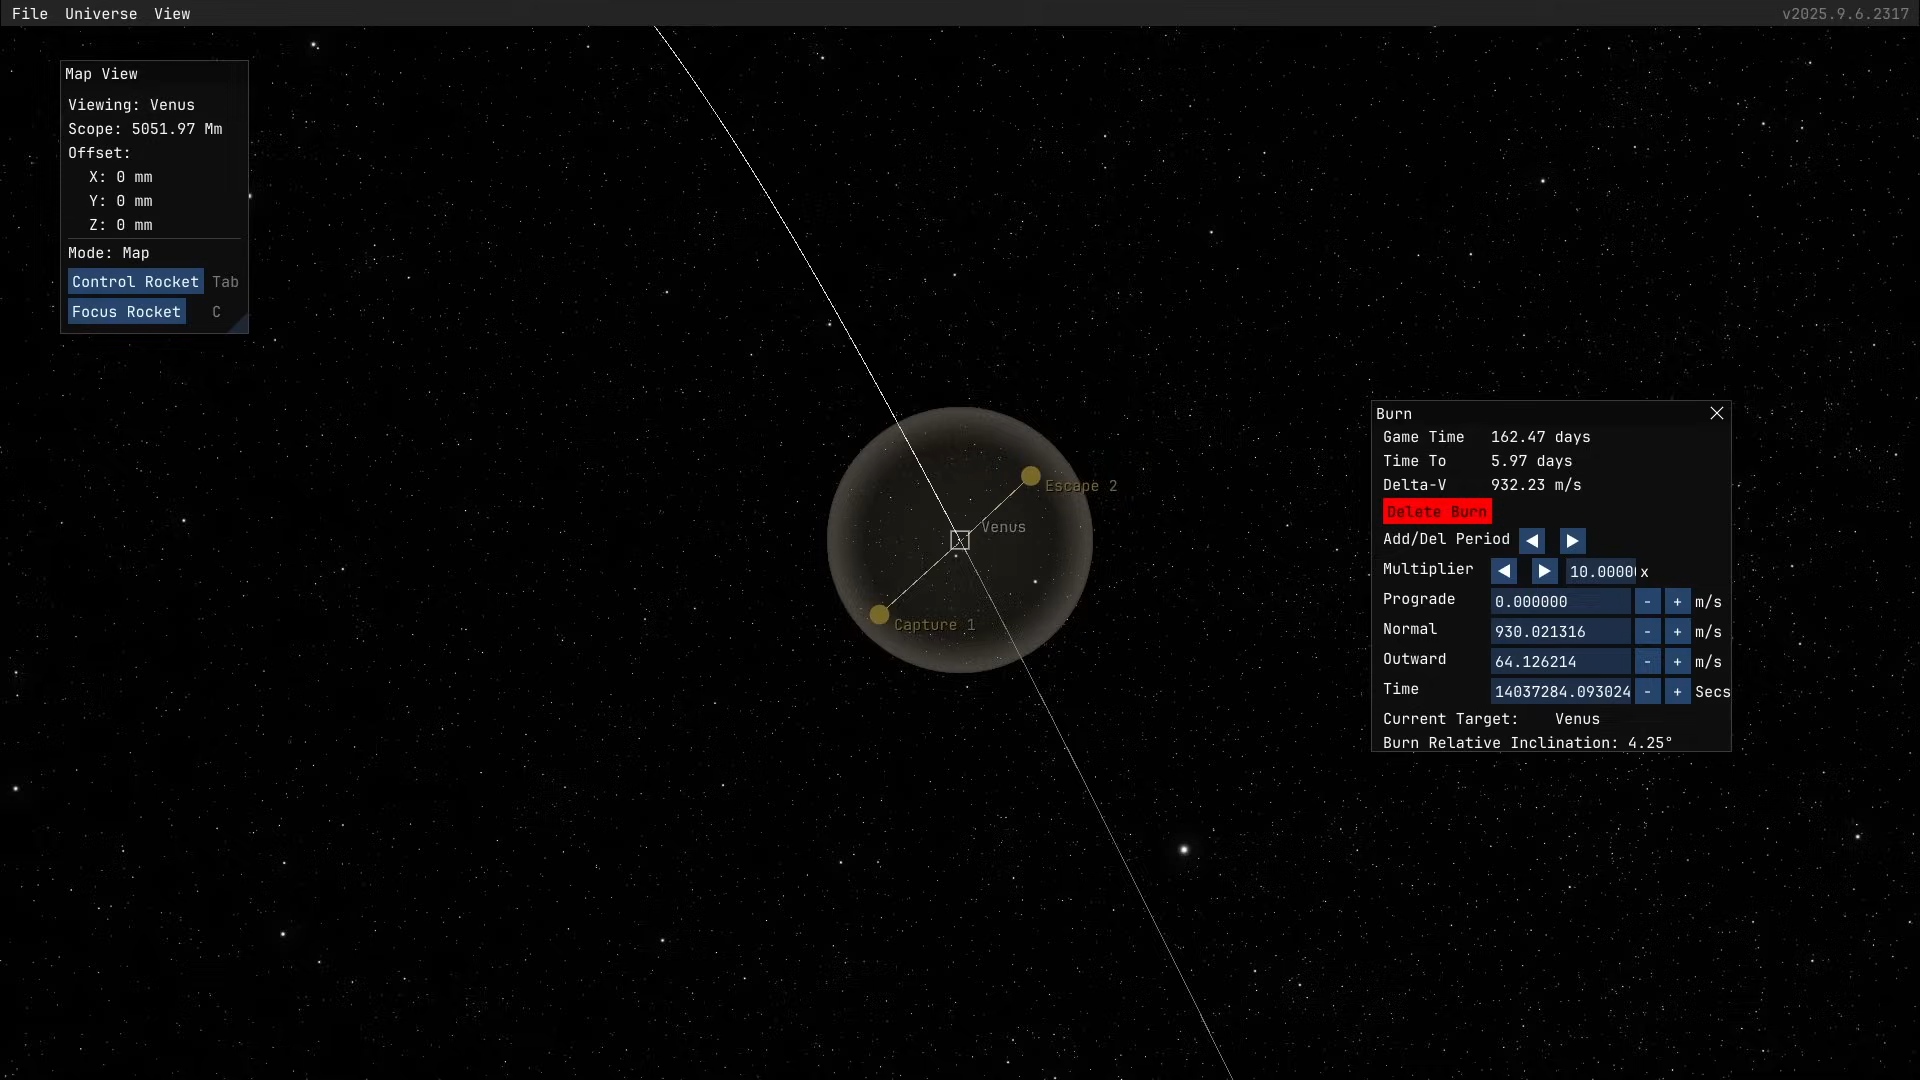 File Universe View
v2025.9.6.2317
Map View
Viewing: Venus
Scope: 5051.97 Mm
Offset:
X: 0 mm
Y: 0 mm
Z: 0 mm
Mode: Map
Control Rocket Tab
Focus Rocket C
Escape 2
Venus
Capture 1
Burn
Game Time 162.47 days
Time To 5.97 days
Delta-V 932.23 m/s
Delete Burn
Add/Del Period
Multiplier 10.0000 x
Prograde 0.000000 - + m/s
Normal 930.021316 - + m/s
Outward 64.126214 - + m/s
Time 14037284.093024 - + Secs
Current Target: Venus
Burn Relative Inclination: 4.25°